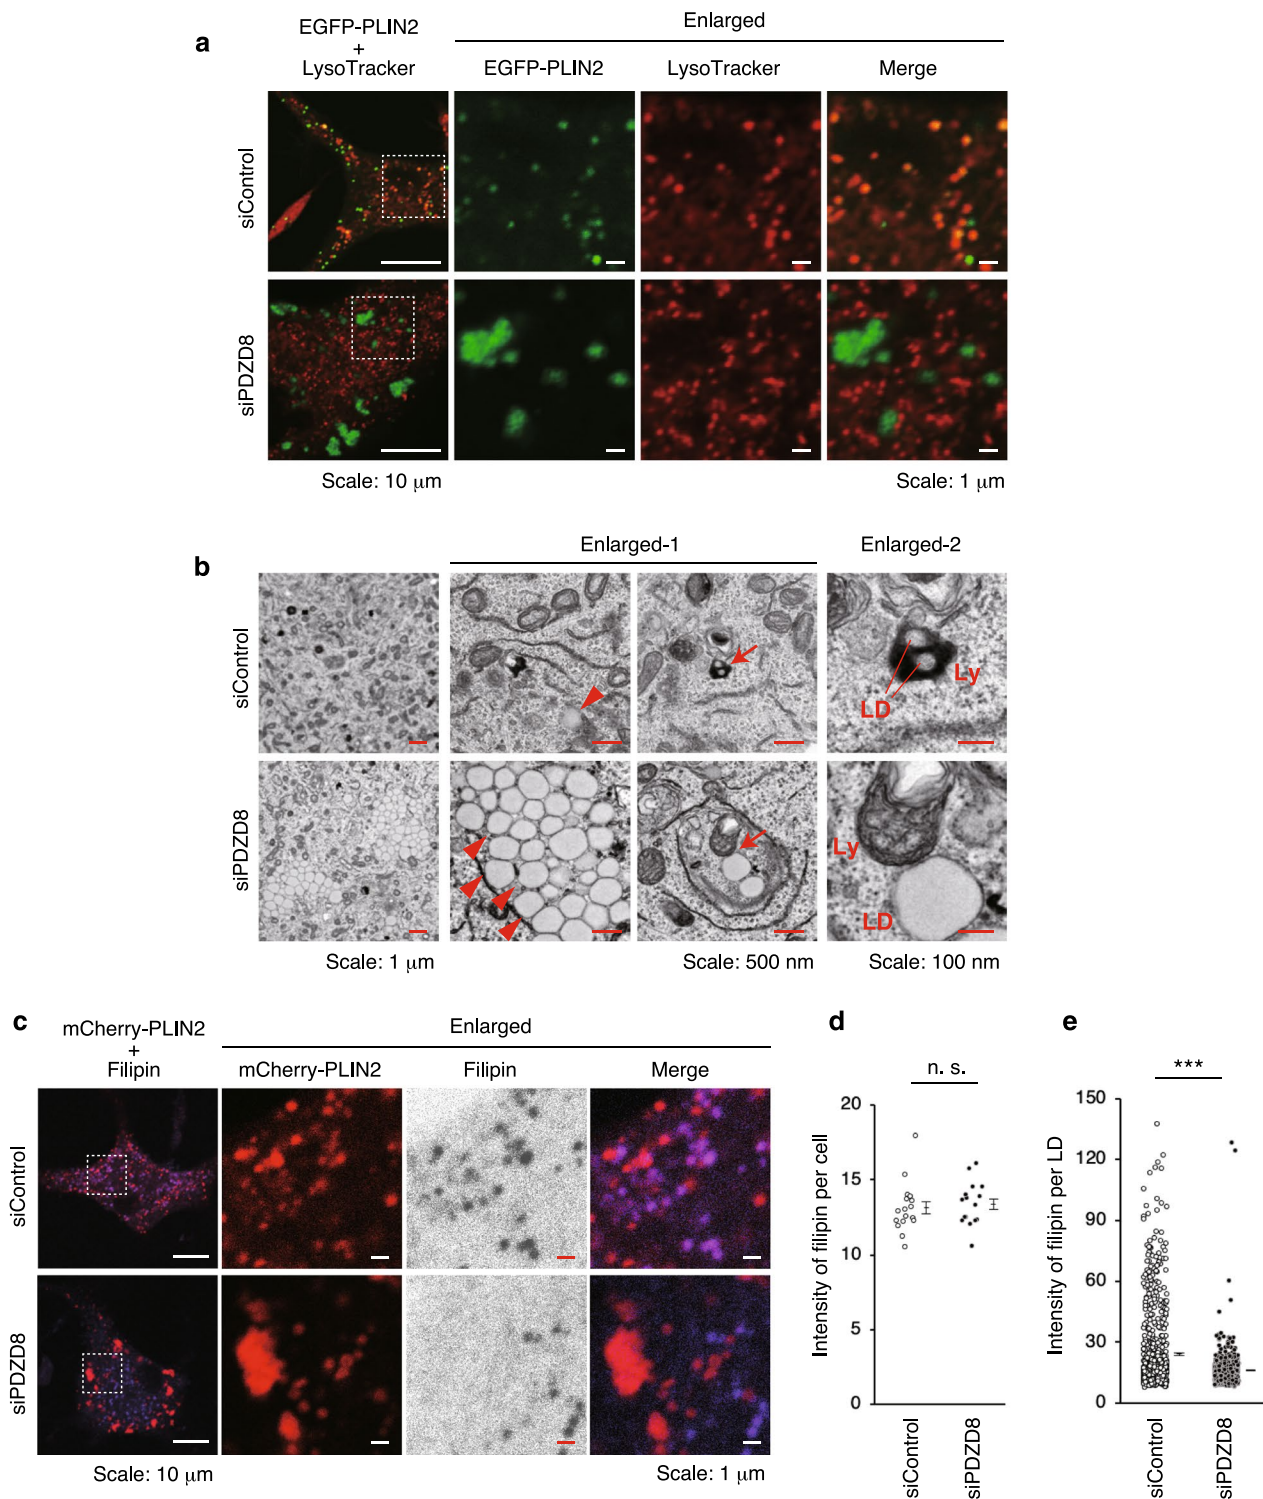 a
EGFP-PLIN2
+
LysoTracker
Enlarged
EGFP-PLIN2
LysoTracker
Merge
siControl
siPDZD8
Scale: 10 μm
Scale: 1 μm
b
Enlarged-1
Enlarged-2
siControl
LD
Ly
siPDZD8
Ly
LD
Scale: 1 μm
Scale: 500 nm
Scale: 100 nm
c
mCherry-PLIN2
+
Filipin
Enlarged
mCherry-PLIN2
Filipin
Merge
siControl
siPDZD8
Scale: 10 μm
Scale: 1 μm
d
n. s.
Intensity of filipin per cell
20
15
10
5
0
siControl
siPDZD8
e
***
Intensity of filipin per LD
150
120
90
60
30
0
siControl
siPDZD8